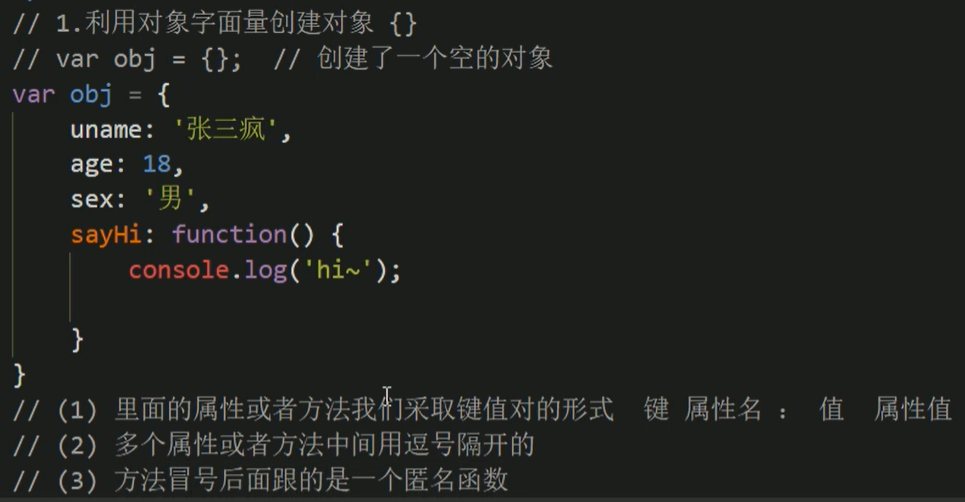 // 1.利用对象字面量创建对象 {}
// var obj = {};  // 创建了一个空的对象
var obj = {
    uname: '张三疯',
    age: 18,
    sex: '男',
    sayHi: function() {
        console.log('hi~');
    }
}
// (1) 里面的属性或者方法我们采取键值对的形式  键 属性名 ： 值  属性值
// (2) 多个属性或者方法中间用逗号隔开的
// (3) 方法冒号后面跟的是一个匿名函数